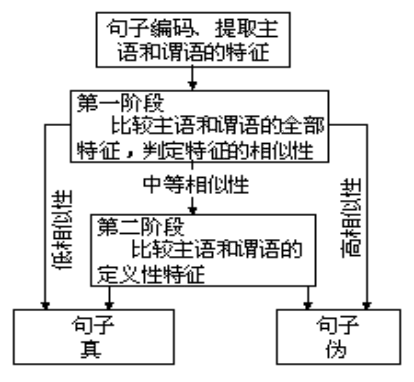 句子编码、提取主
语和谓语的特征
第一阶段
比较主语和谓语的全部
特征，判定特征的相似性
中等相似性
低相似性
高相似性
第二阶段
比较主语和谓语的
定义性特征
句子
真
句子
伪